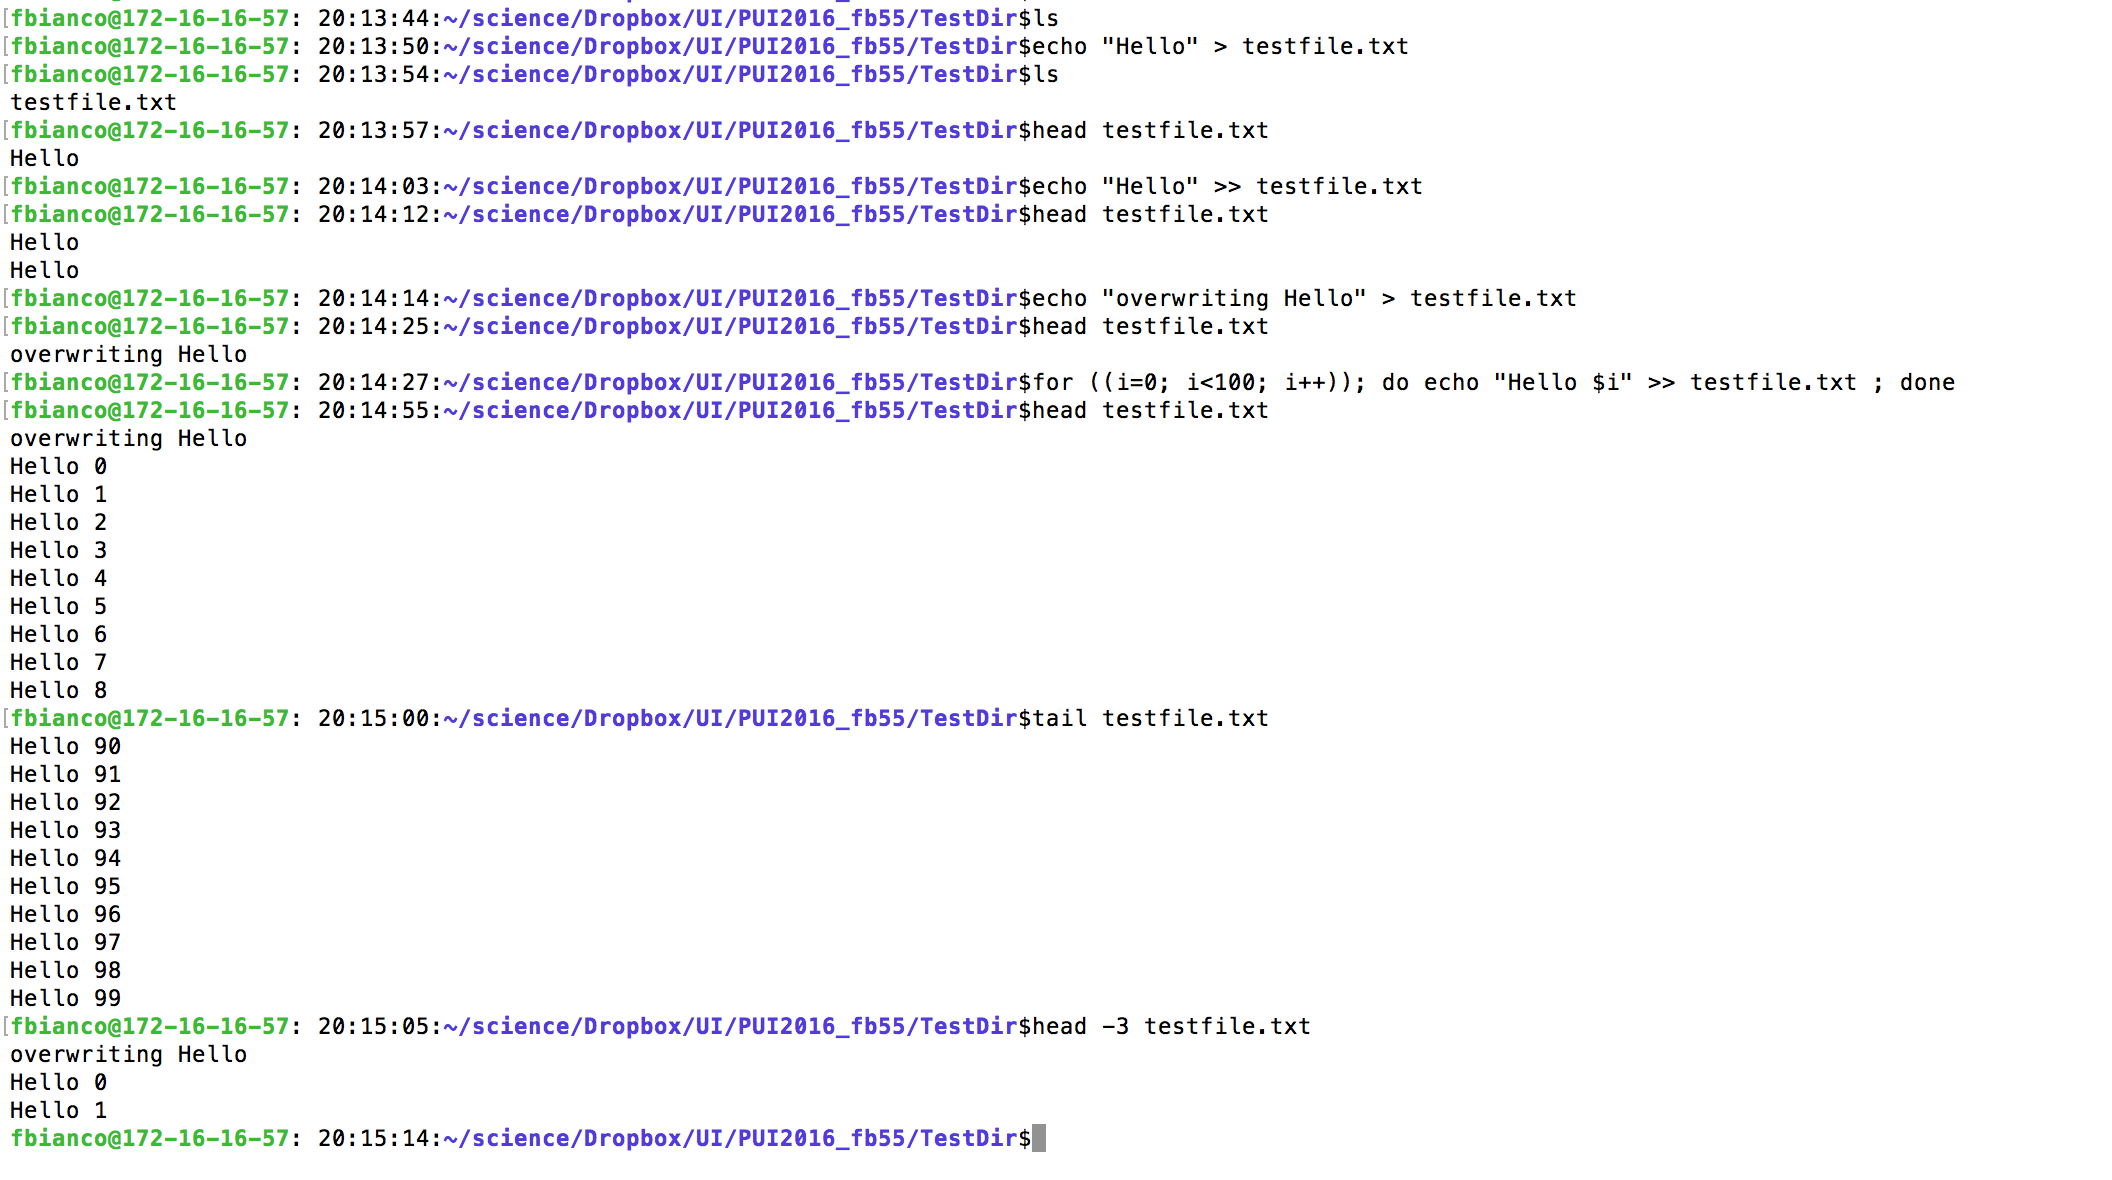 [fbianco@172-16-16-57: 20:13:44:~/science/Dropbox/UI/PUI2016_fb55/TestDir$ls
[fbianco@172-16-16-57: 20:13:50:~/science/Dropbox/UI/PUI2016_fb55/TestDir$echo "Hello" > testfile.txt
[fbianco@172-16-16-57: 20:13:54:~/science/Dropbox/UI/PUI2016_fb55/TestDir$ls
testfile.txt
[fbianco@172-16-16-57: 20:13:57:~/science/Dropbox/UI/PUI2016_fb55/TestDir$head testfile.txt
Hello
[fbianco@172-16-16-57: 20:14:03:~/science/Dropbox/UI/PUI2016_fb55/TestDir$echo "Hello" >> testfile.txt
[fbianco@172-16-16-57: 20:14:12:~/science/Dropbox/UI/PUI2016_fb55/TestDir$head testfile.txt
Hello
Hello
[fbianco@172-16-16-57: 20:14:14:~/science/Dropbox/UI/PUI2016_fb55/TestDir$echo "overwriting Hello" > testfile.txt
[fbianco@172-16-16-57: 20:14:25:~/science/Dropbox/UI/PUI2016_fb55/TestDir$head testfile.txt
overwriting Hello
[fbianco@172-16-16-57: 20:14:27:~/science/Dropbox/UI/PUI2016_fb55/TestDir$for ((i=0; i<100; i++)); do echo "Hello $i" >> testfile.txt ; done
[fbianco@172-16-16-57: 20:14:55:~/science/Dropbox/UI/PUI2016_fb55/TestDir$head testfile.txt
overwriting Hello
Hello 0
Hello 1
Hello 2
Hello 3
Hello 4
Hello 5
Hello 6
Hello 7
Hello 8
[fbianco@172-16-16-57: 20:15:00:~/science/Dropbox/UI/PUI2016_fb55/TestDir$tail testfile.txt
Hello 90
Hello 91
Hello 92
Hello 93
Hello 94
Hello 95
Hello 96
Hello 97
Hello 98
Hello 99
[fbianco@172-16-16-57: 20:15:05:~/science/Dropbox/UI/PUI2016_fb55/TestDir$head -3 testfile.txt
overwriting Hello
Hello 0
Hello 1
fbianco@172-16-16-57: 20:15:14:~/science/Dropbox/UI/PUI2016_fb55/TestDir$